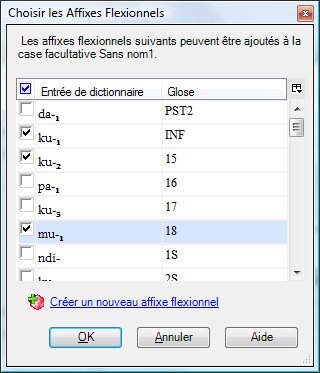 Choisir les Affixes Flexionnels
Les affixes flexionnels suivants peuvent être ajoutés à la
case facultative Sans nom1.
Entrée de dictionnaire Glose
da-₁ PST2
ku-₁ INF
ku-₂ 15
pa-₁ 16
ku-₃ 17
mu-₁ 18
ndi- 1S
2S
Créer un nouveau affixe flexionnel
OK Annuler Aide